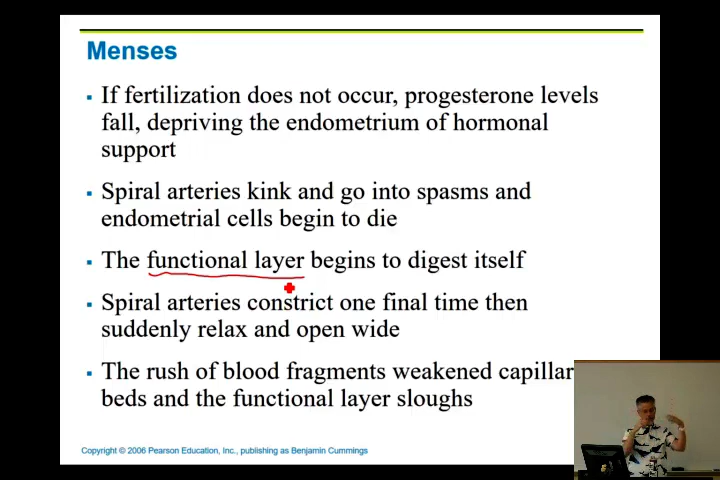 Menses
▪ If fertilization does not occur, progesterone levels
fall, depriving the endometrium of hormonal
support
▪ Spiral arteries kink and go into spasms and
endometrial cells begin to die
▪ The functional layer begins to digest itself
▪ Spiral arteries constrict one final time then
suddenly relax and open wide
▪ The rush of blood fragments weakened capillar
beds and the functional layer sloughs
Copyright © 2006 Pearson Education, Inc., publishing as Benjamin Cummings